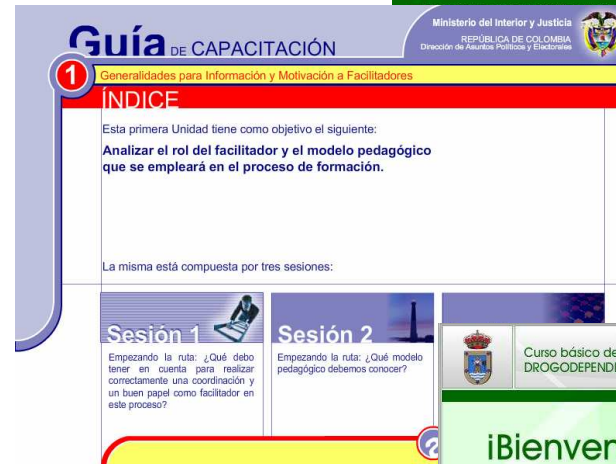 Guía DE CAPACITACIÓN
Ministerio del Interior y Justicia
REPÚBLICA DE COLOMBIA
Dirección de Asuntos Políticos y Electorales
1
Generalidades para Información y Motivación a Facilitadores
ÍNDICE
Esta primera Unidad tiene como objetivo el siguiente:
Analizar el rol del facilitador y el modelo pedagógico
que se empleará en el proceso de formación.
La misma está compuesta por tres sesiones:
Sesión 1
Empezando la ruta: ¿Qué debo
tener en cuenta para realizar
correctamente una coordinación y
un buen papel como facilitador en
este proceso?
Sesión 2
Empezando la ruta: ¿Qué modelo
pedagógico debemos conocer?
Curso básico de
DROGODEPENDE
¡Bienven